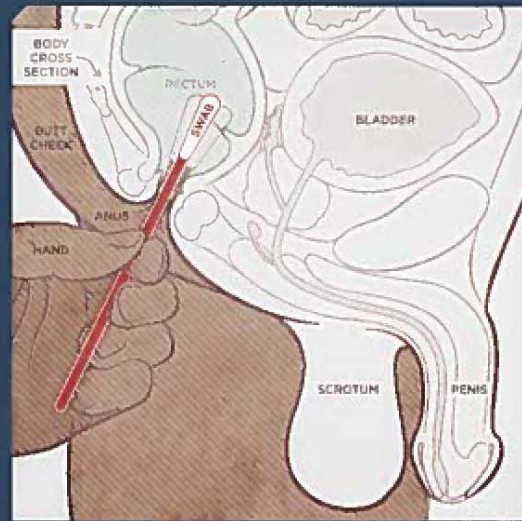 BODY
CROSS
SECTION
RECTUM
SWAB
BLADDER
BUTT
CHEEK
ANUS
HAND
SCROTUM
PENIS